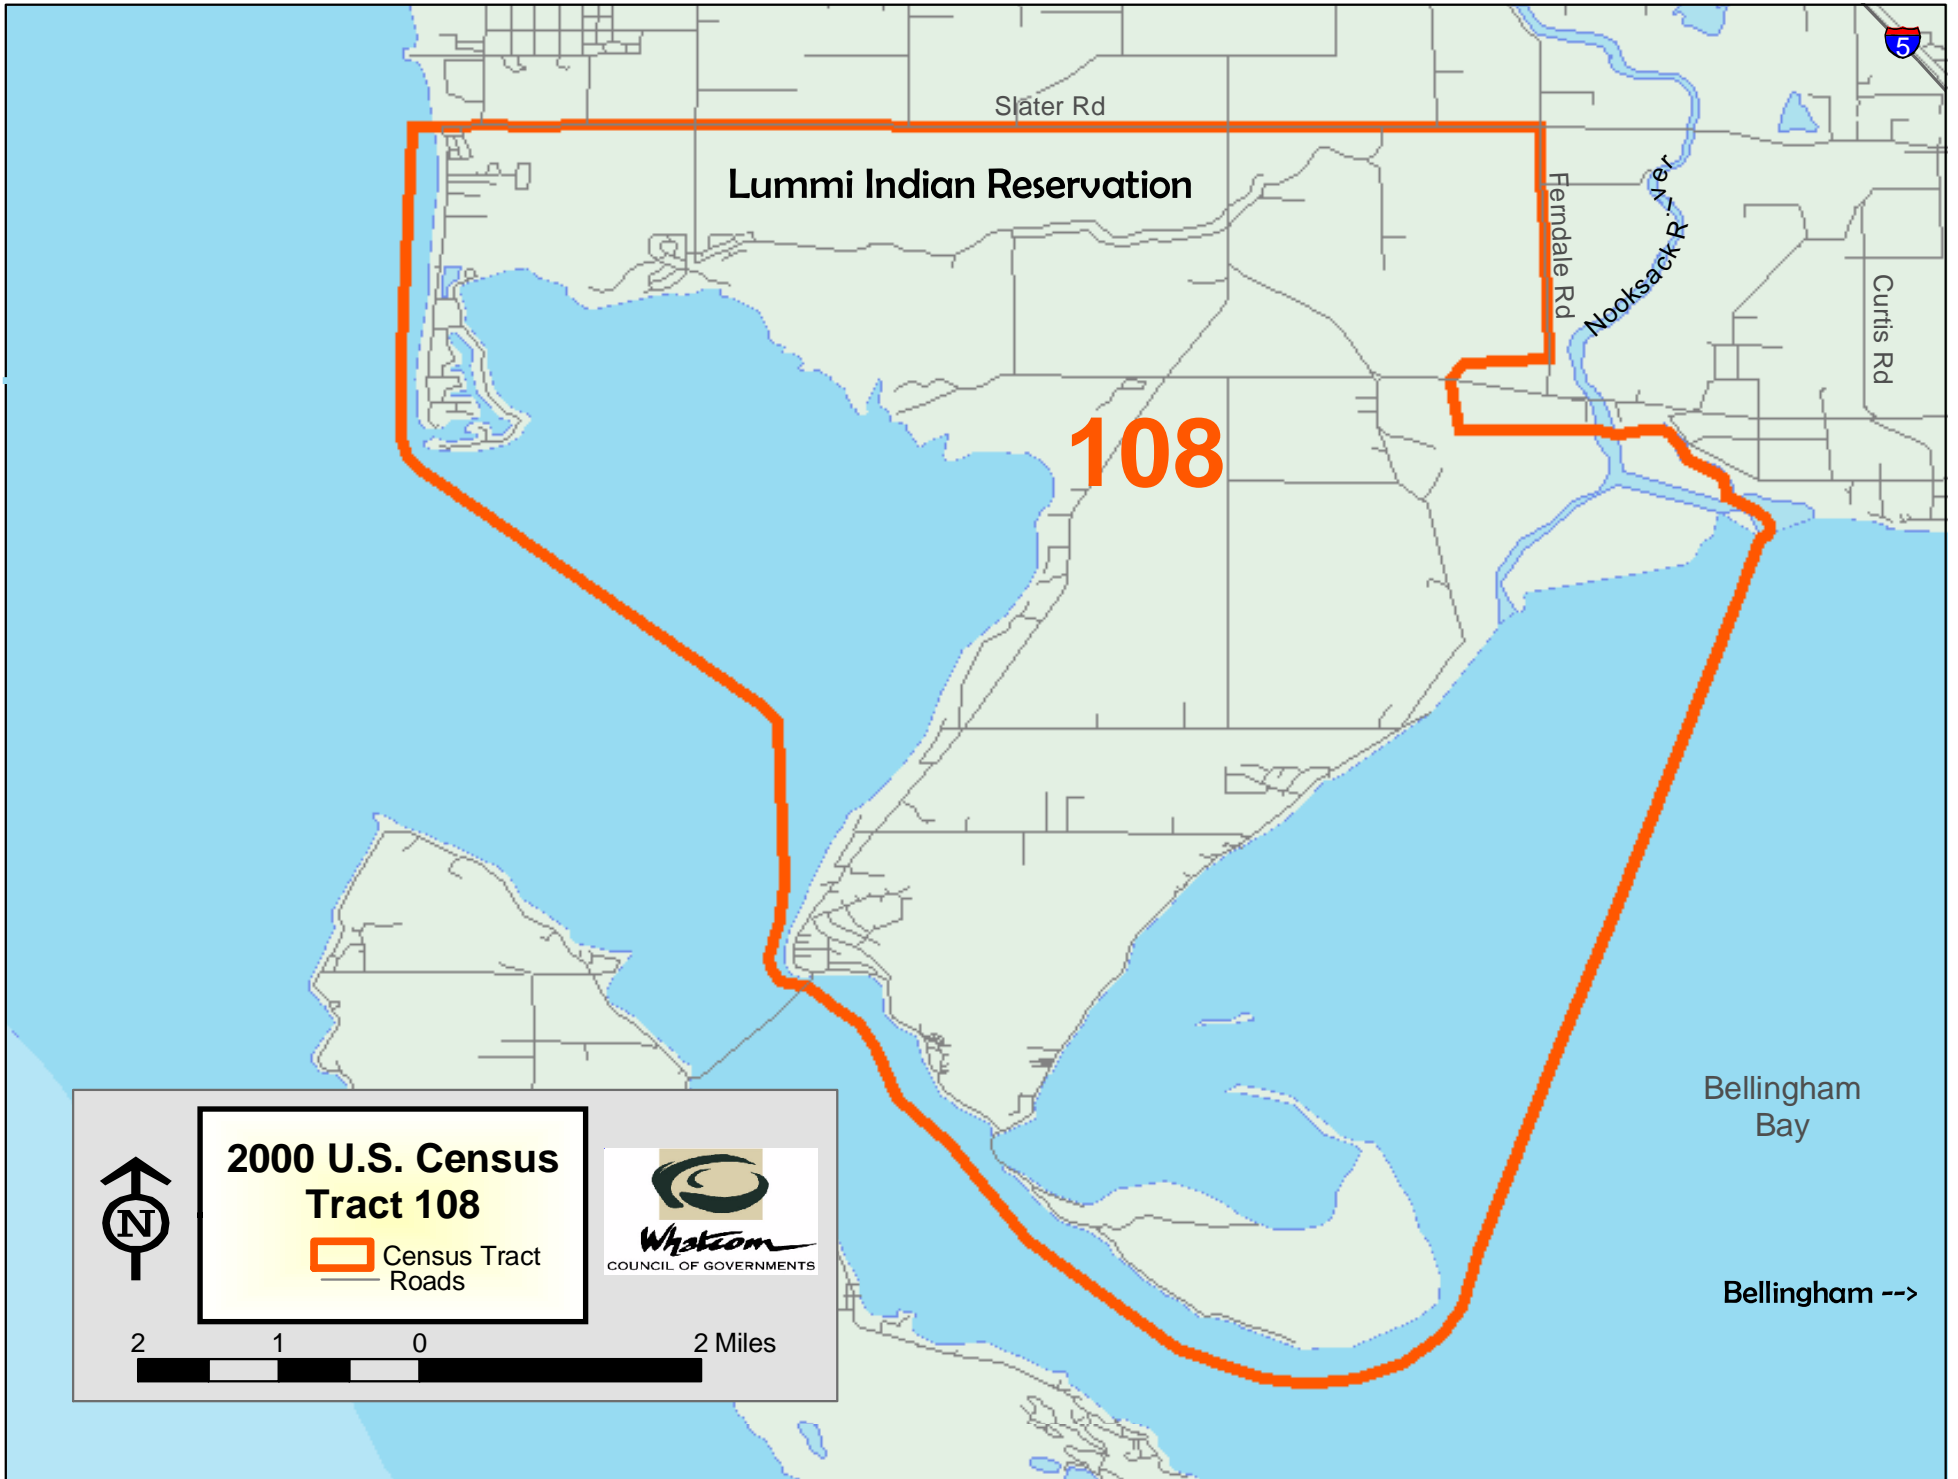 5
Slater Rd
Lummi Indian Reservation
Ferndale Rd
Nooksack R-->ver
Curtis Rd
108
Bellingham
Bay
Bellingham -->
2000 U.S. Census
Tract 108
Census Tract
Roads
N
Whatcom
COUNCIL OF GOVERNMENTS
2 1 0 2 Miles